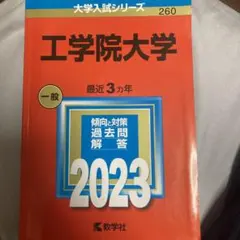 大学入試シリーズ
260
工学院大学
最近3カ年
一般
傾向と対策
過去問
解答
2023
教学社